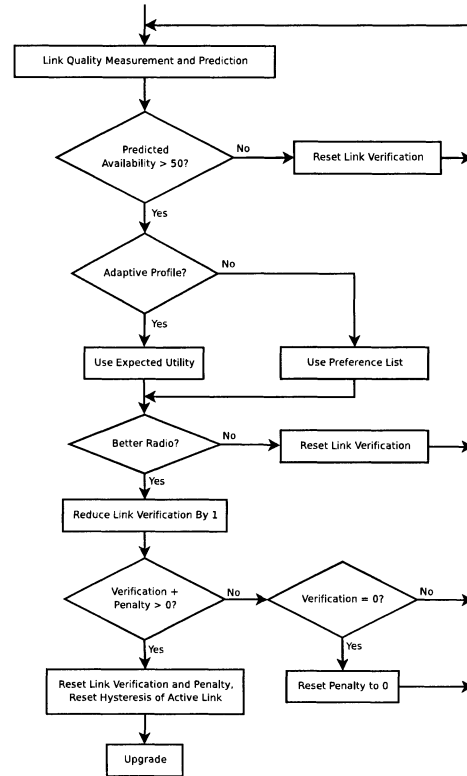 Link Quality Measurement and Prediction
Predicted
Availability > 50?
No
Reset Link Verification
Yes
Adaptive Profile?
No
Yes
Use Expected Utility
Use Preference List
Better Radio?
No
Reset Link Verification
Yes
Reduce Link Verification By 1
Verification +
Penalty > 0?
No
Verification = 0?
No
Yes
Yes
Reset Link Verification and Penalty,
Reset Hysteresis of Active Link
Reset Penalty to 0
Upgrade